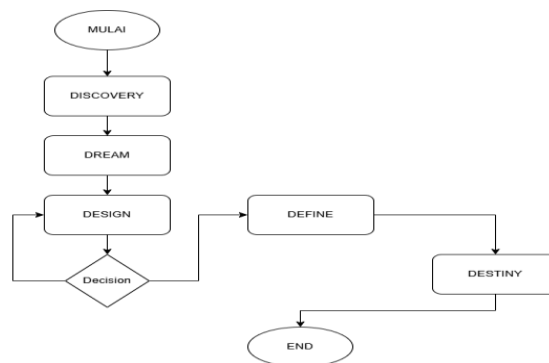 MULAI
DISCOVERY
DREAM
DESIGN
Decision
DEFINE
DESTINY
END